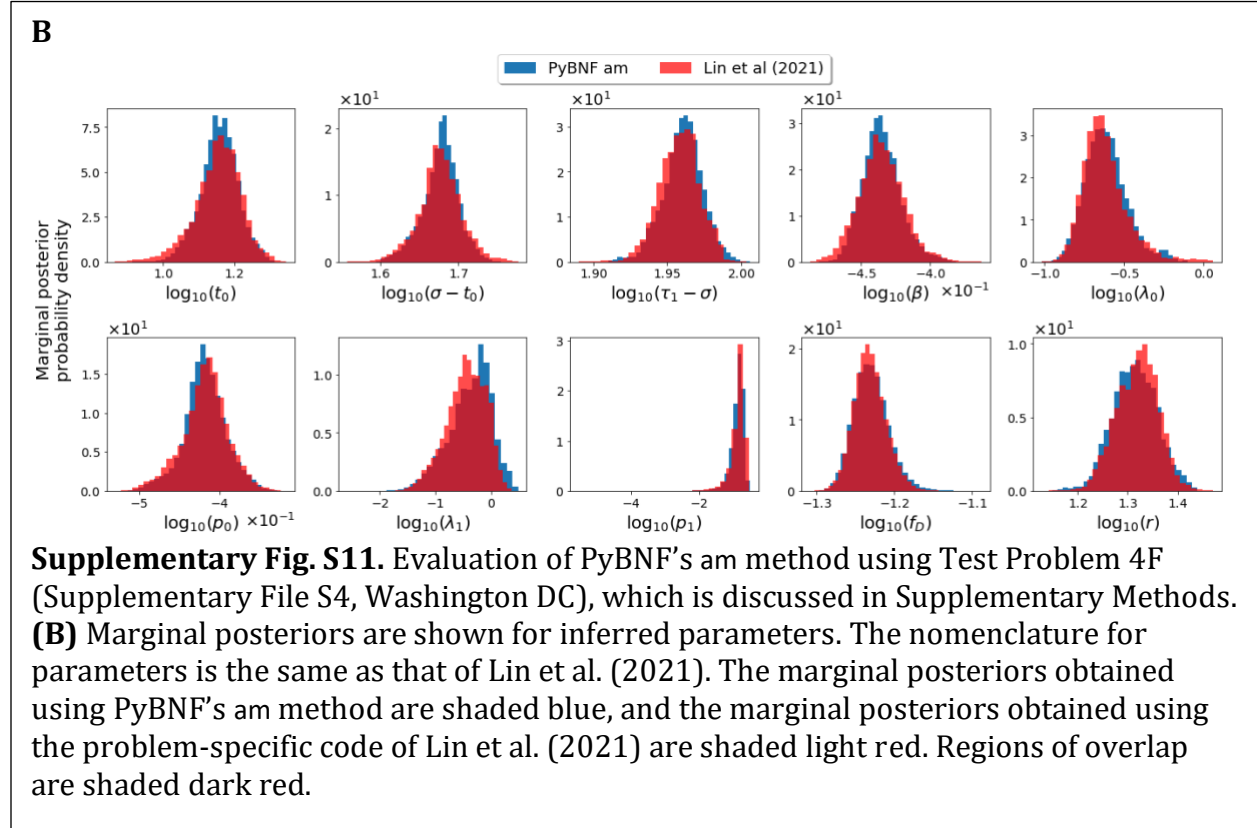 B
PyBNF am   Lin et al (2021)
Marginal posterior
probability density
7.5
5.0
2.5
0.0
1.0 1.2
log₁₀(t₀)
×10¹
2
1
0
1.6 1.7
log₁₀(σ − t₀)
×10¹
3
2
1
0
1.90 1.96 2.00
log₁₀(τ₁ − σ)
×10¹
3
2
1
0
−4.5 −4.0
log₁₀(β) ×10⁻¹
3
2
1
0
−1.0 −0.5 0.0
log₁₀(λ₀)
×10¹
1.5
1.0
0.5
0.0
−5 −4
log₁₀(p₀) ×10⁻¹
1.0
0.5
0.0
−2 −1 0
log₁₀(λ₁)
×10¹
3
2
1
0
−4 −2
log₁₀(p₁)
×10¹
2
1
0
−1.3 −1.2 −1.1
log₁₀(f_D)
×10¹
1.0
0.5
0.0
1.2 1.3 1.4
log₁₀(r)
Supplementary Fig. S11. Evaluation of PyBNF’s am method using Test Problem 4F
(Supplementary File S4, Washington DC), which is discussed in Supplementary Methods.
(B) Marginal posteriors are shown for inferred parameters. The nomenclature for
parameters is the same as that of Lin et al. (2021). The marginal posteriors obtained
using PyBNF’s am method are shaded blue, and the marginal posteriors obtained using
the problem-specific code of Lin et al. (2021) are shaded light red. Regions of overlap
are shaded dark red.